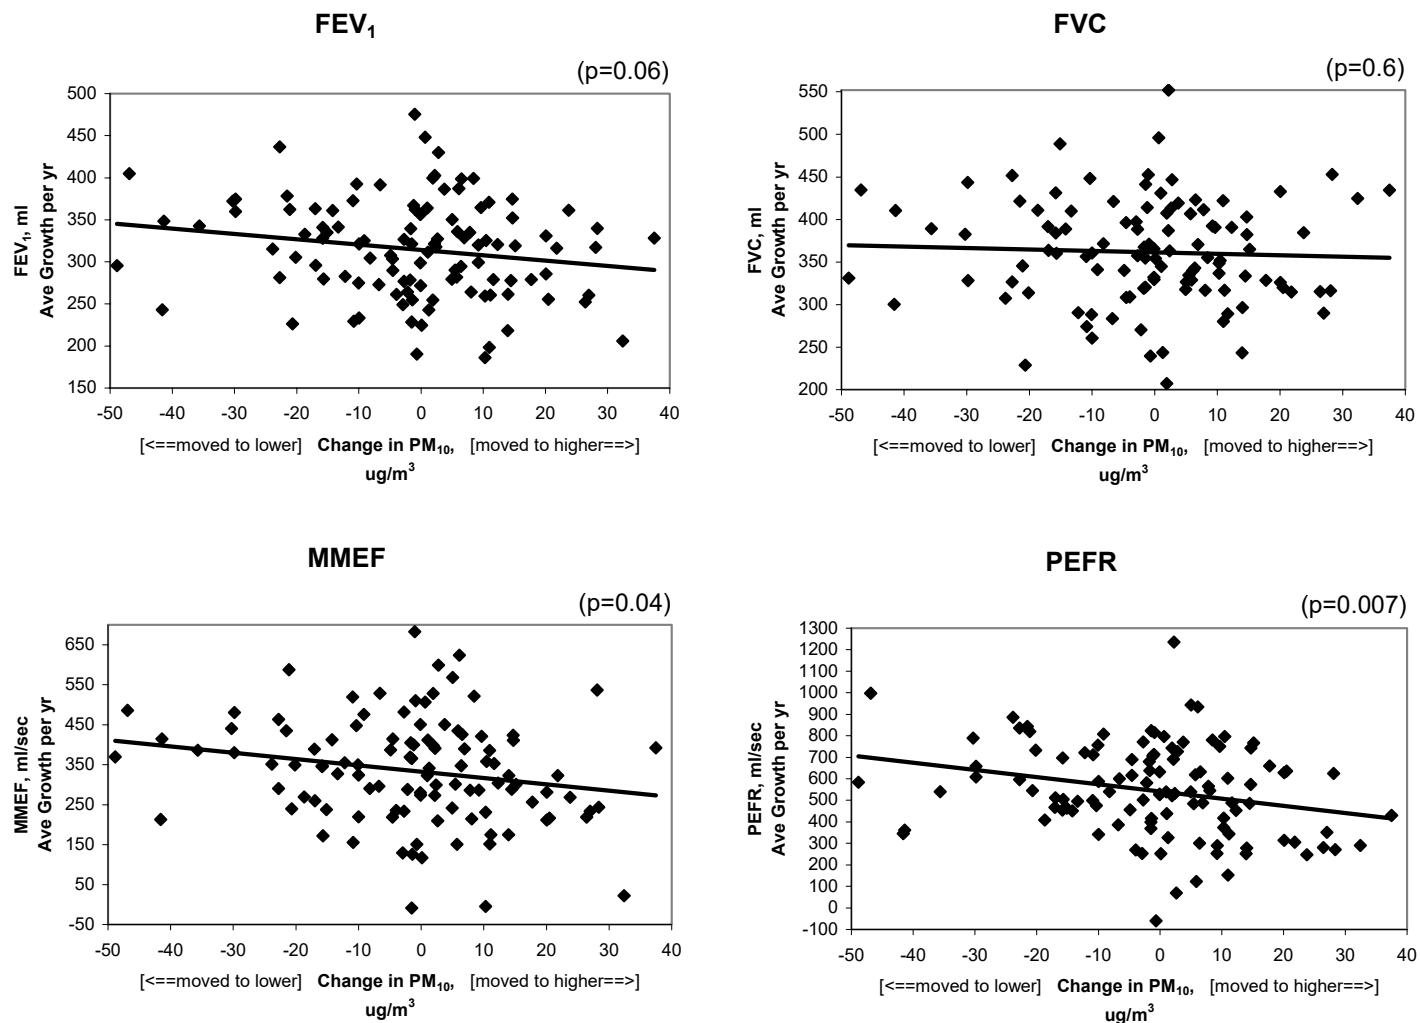 FEV₁
(p=0.06)
500
450
400
350
300
250
200
150
FEV₁, ml
Ave Growth per yr
-50 -40 -30 -20 -10 0 10 20 30 40
[<==moved to lower] Change in PM₁₀, [moved to higher==>]
ug/m³
FVC
(p=0.6)
550
500
450
400
350
300
250
200
FVC, ml
Ave Growth per yr
-50 -40 -30 -20 -10 0 10 20 30 40
[<==moved to lower] Change in PM₁₀, [moved to higher==>]
ug/m³
MMEF
(p=0.04)
650
550
450
350
250
150
50
-50
MMEF, ml/sec
Ave Growth per yr
-50 -40 -30 -20 -10 0 10 20 30 40
[<==moved to lower] Change in PM₁₀, [moved to higher==>]
ug/m³
PEFR
(p=0.007)
1300
1200
1100
1000
900
800
700
600
500
400
300
200
100
0
-100
PEFR, ml/sec
Ave Growth per yr
-50 -40 -30 -20 -10 0 10 20 30 40
[<==moved to lower] Change in PM₁₀, [moved to higher==>]
ug/m³